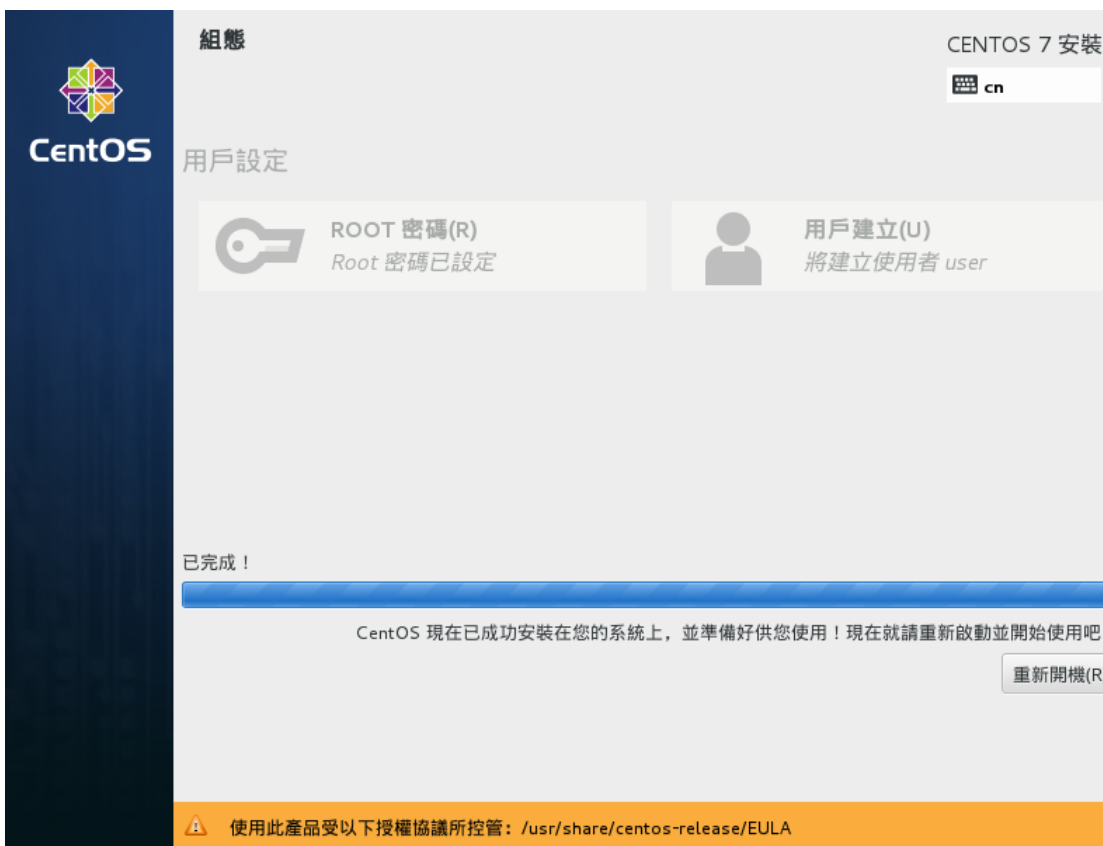 組態
CENTOS 7 安裝
cn
CentOS
用戶設定
ROOT 密碼(R)
Root 密碼已設定
用戶建立(U)
將建立使用者 user
已完成！
CentOS 現在已成功安裝在您的系統上，並準備好供您使用！現在就請重新啟動並開始使用吧
重新開機(R
使用此產品受以下授權協議所控管：/usr/share/centos-release/EULA